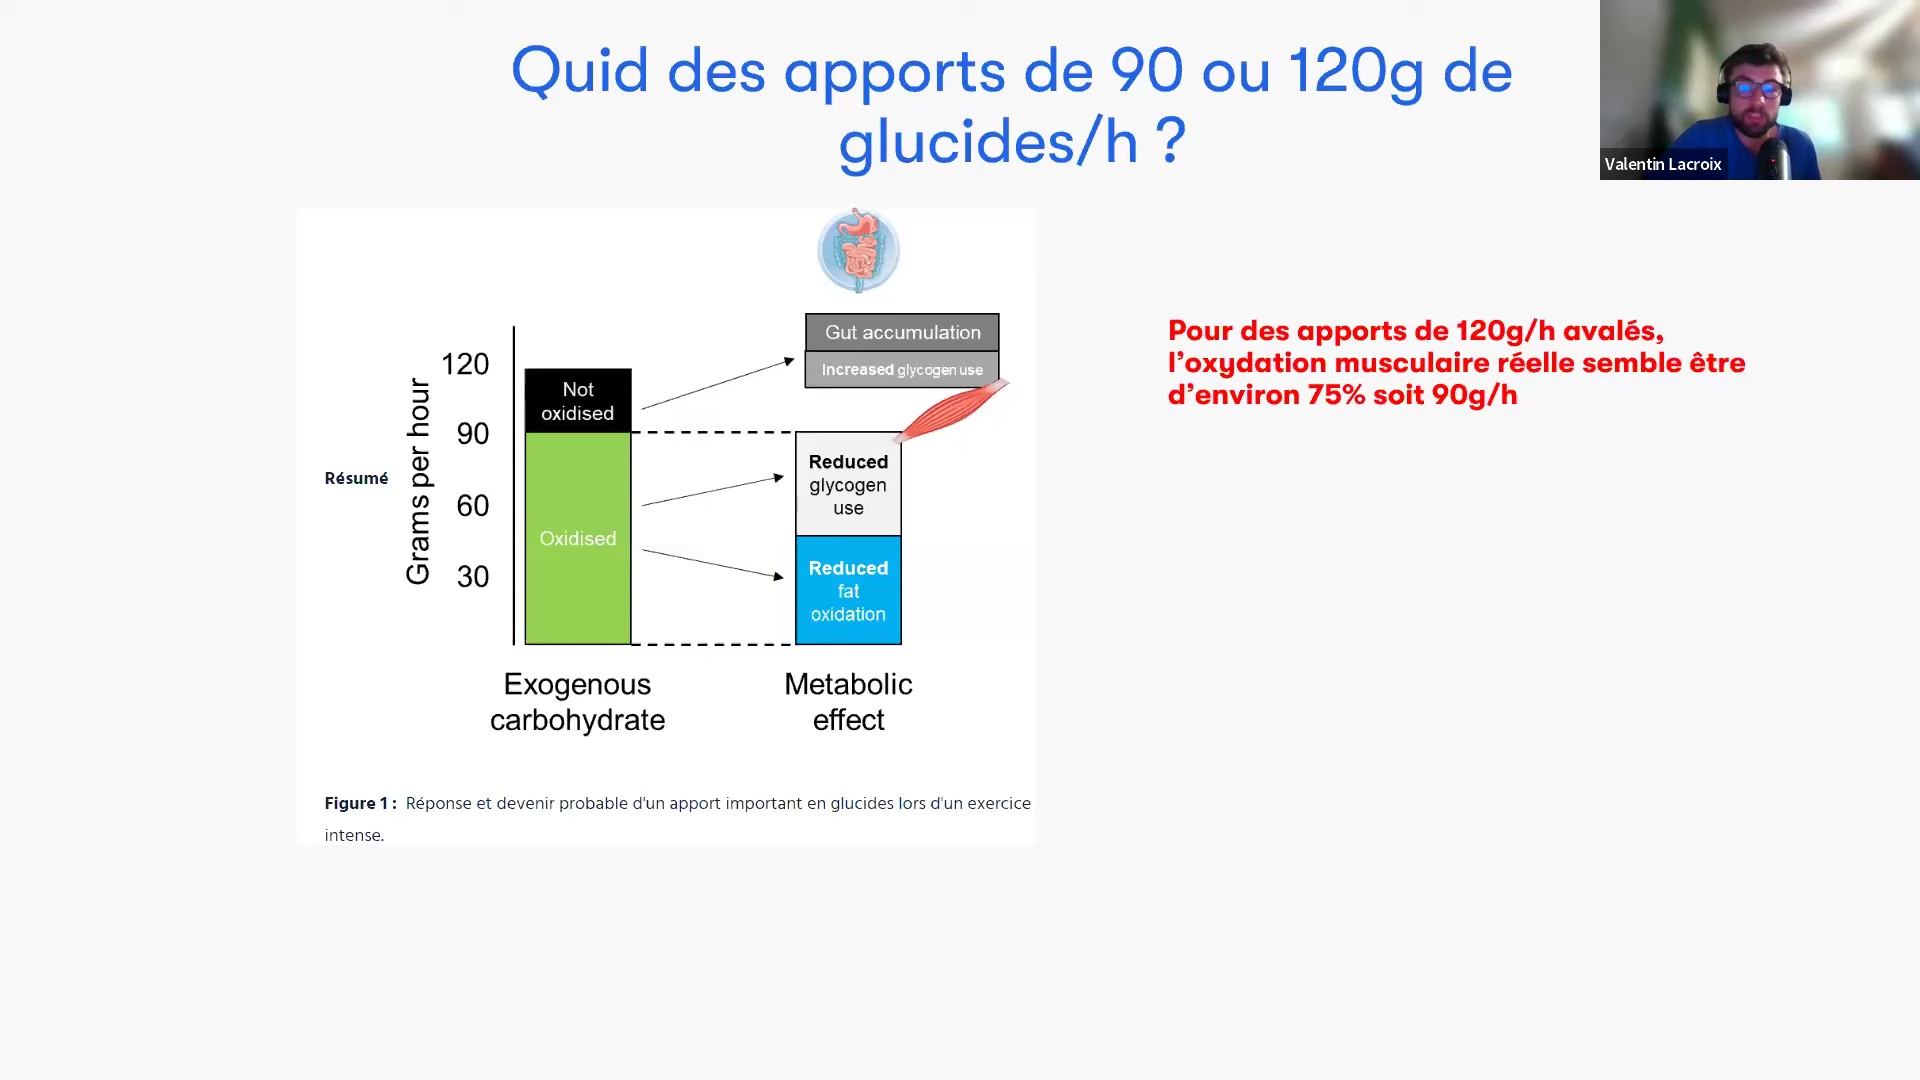 Quid des apports de 90 ou 120g de
glucides/h ?
Valentin Lacroix
Pour des apports de 120g/h avalés,
l’oxydation musculaire réelle semble être
d’environ 75% soit 90g/h
Résumé
Grams per hour
120
90
60
30
Not
oxidised
Oxidised
Gut accumulation
Increased glycogen use
Reduced
glycogen
use
Reduced
fat
oxidation
Exogenous
carbohydrate
Metabolic
effect
Figure 1 : Réponse et devenir probable d'un apport important en glucides lors d'un exercice
intense.